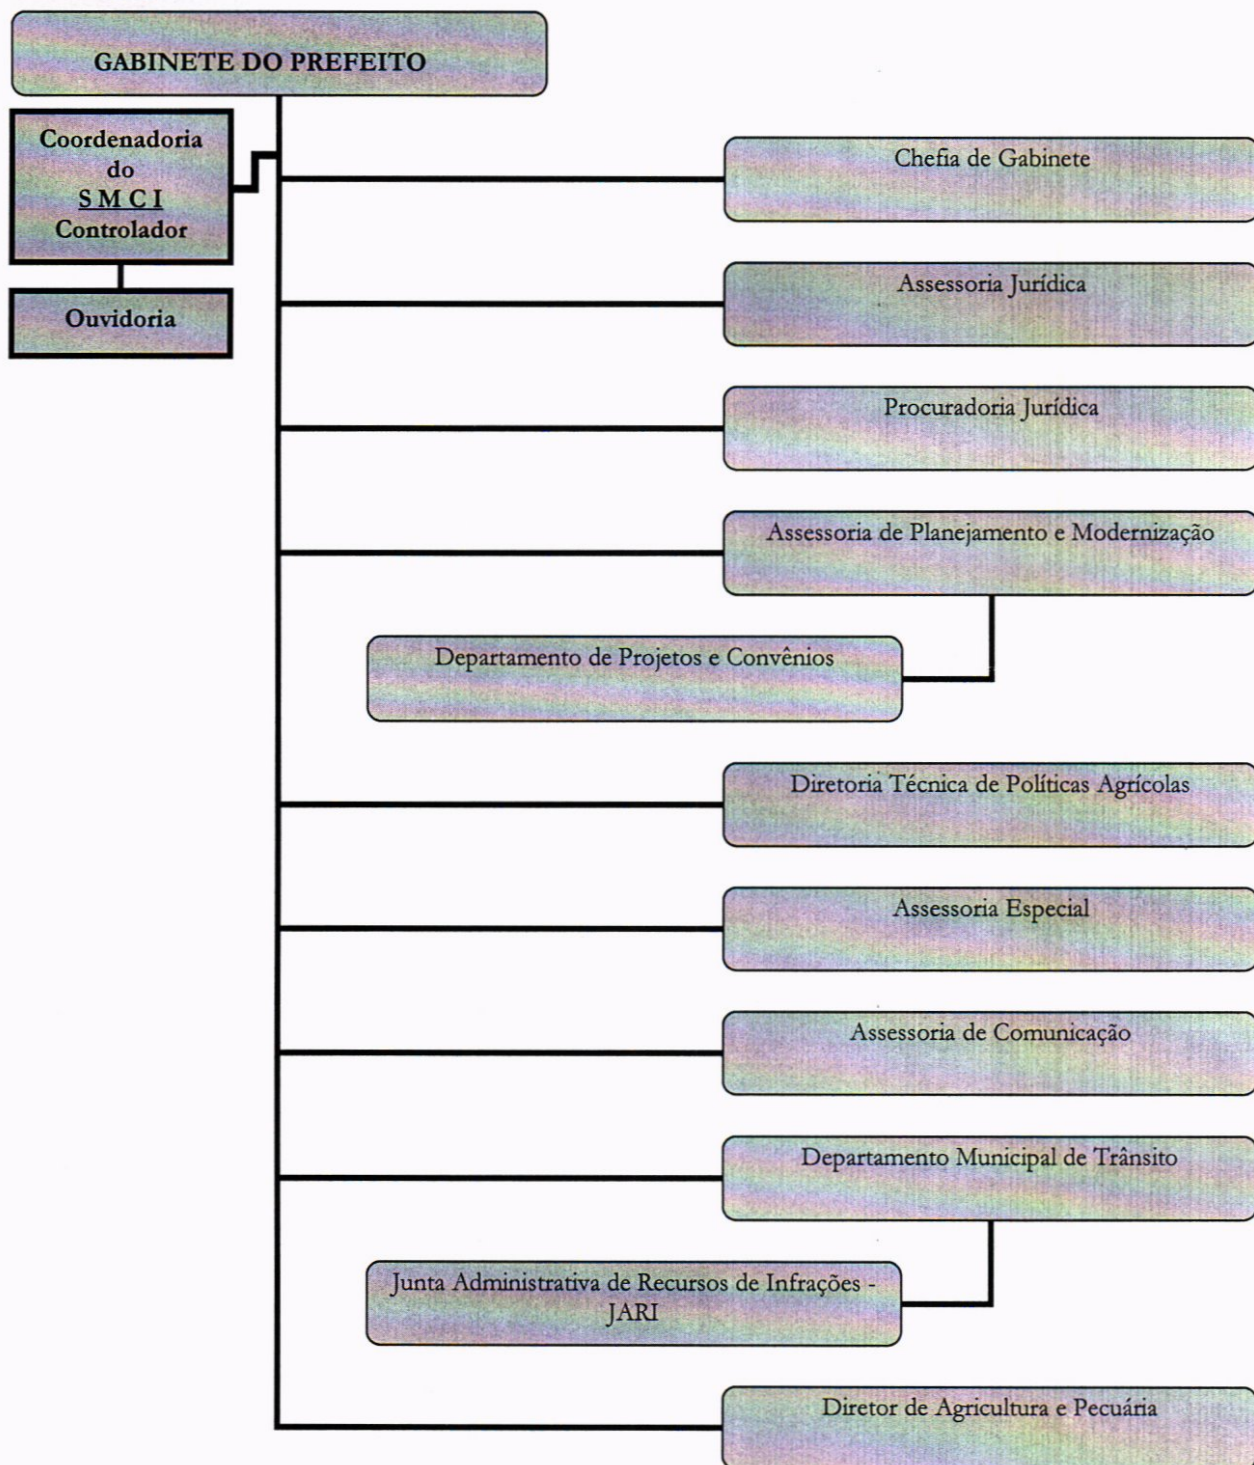 GABINETE DO PREFEITO
Coordenadoria
do
S M C I
Controlador
Ouvidoria
Chefia de Gabinete
Assessoria Jurídica
Procuradoria Jurídica
Assessoria de Planejamento e Modernização
Departamento de Projetos e Convênios
Diretoria Técnica de Políticas Agrícolas
Assessoria Especial
Assessoria de Comunicação
Departamento Municipal de Trânsito
Junta Administrativa de Recursos de Infrações -
JARI
Diretor de Agricultura e Pecuária